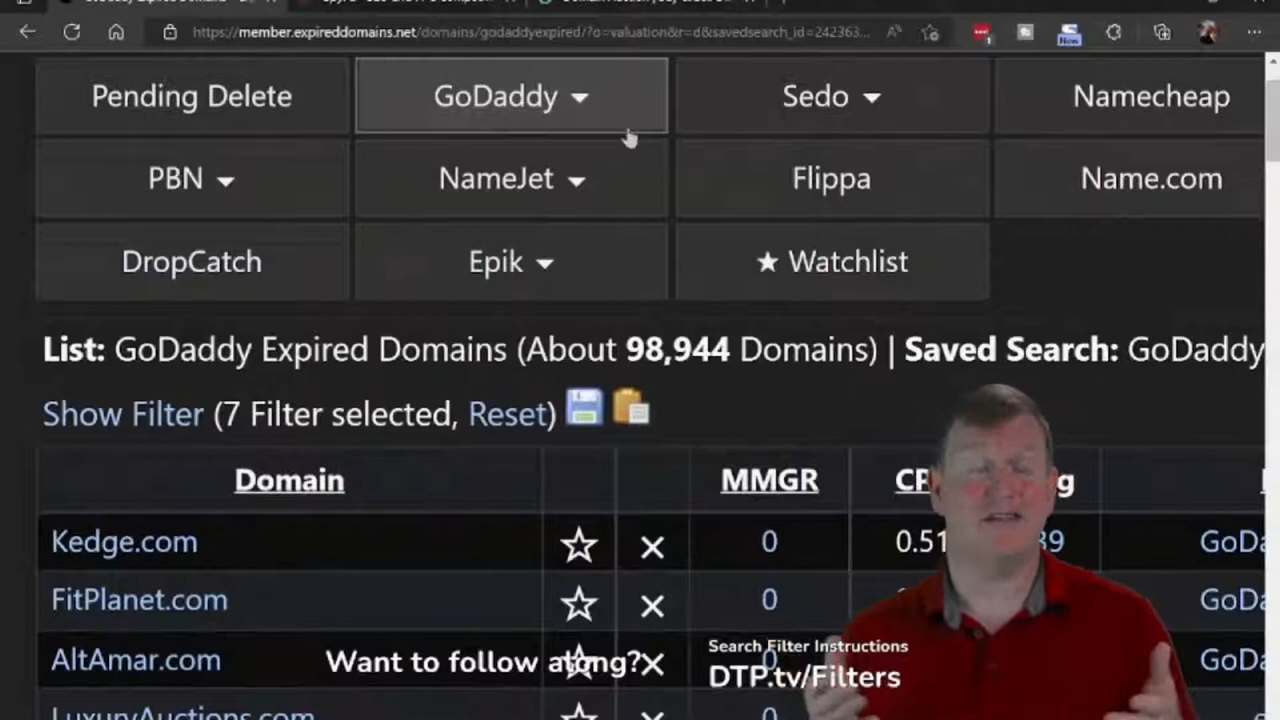 https://member.expireddomains.net/domains/godaddyexpired/?o=valuation&r=d&savedsearch_id=242363...
Pending Delete
GoDaddy
Sedo
Namecheap
PBN
NameJet
Flippa
Name.com
DropCatch
Epik
★ Watchlist
List: GoDaddy Expired Domains (About 98,944 Domains) | Saved Search: GoDaddy
Show Filter (7 Filter selected, Reset)
Domain MMGR
Kedge.com 0 0.51 GoDa
FitPlanet.com 0 GoDa
AltAmar.com 0 GoDa
Want to follow along?
Search Filter Instructions
DTP.tv/Filters
LuxuryAuctions.com